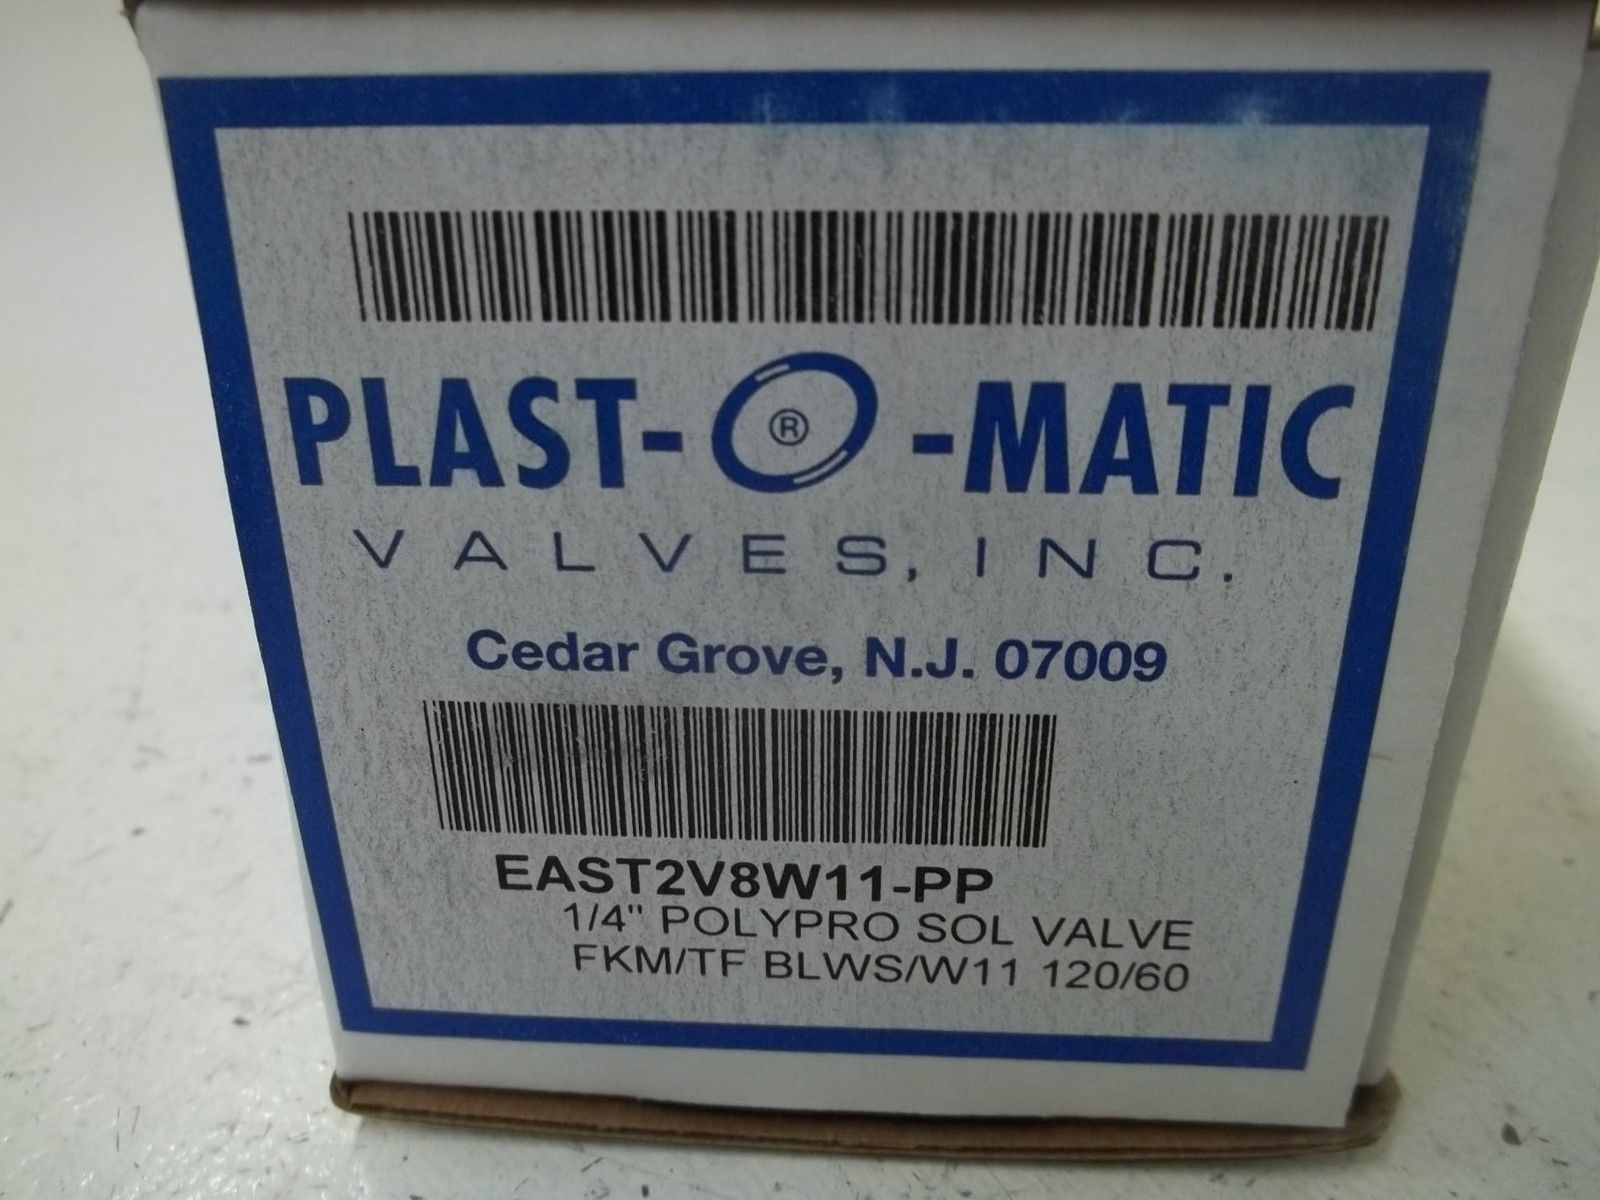 PLAST-O-MATIC
®
VALVES, INC.
Cedar Grove, N.J. 07009
EAST2V8W11-PP
1/4" POLYPRO SOL VALVE
FKM/TF BLWS/W11 120/60